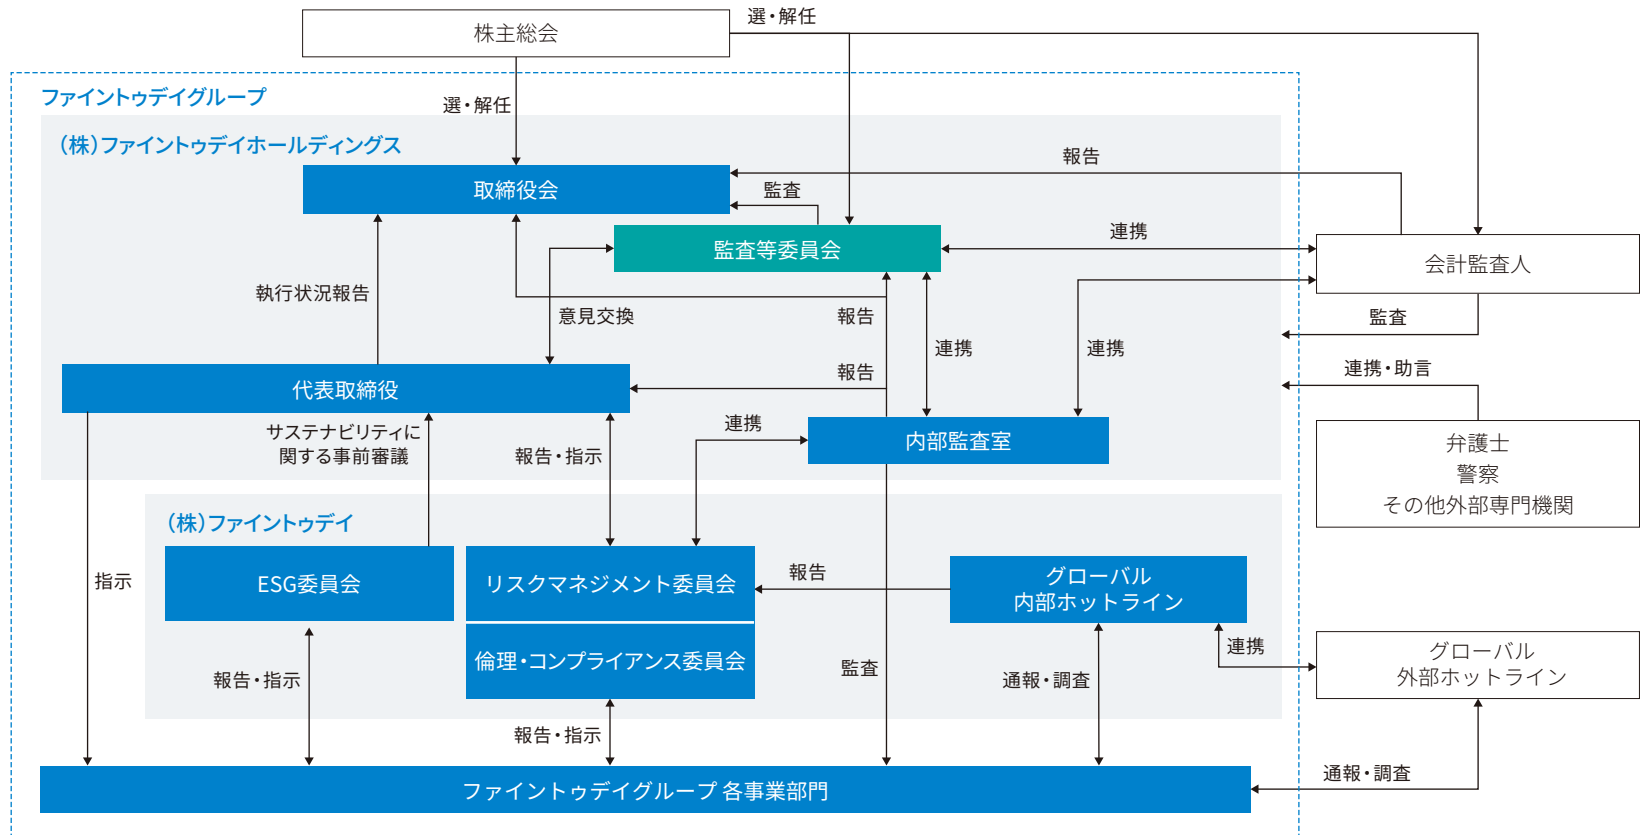 選・解任
株主総会
ファイントゥデイグループ
選・解任
(株)ファイントゥデイホールディングス
報告
取締役会
監査
監査等委員会
連携
会計監査人
執行状況報告
意見交換
報告
監査
連携
連携
連携・助言
報告
代表取締役
サステナビリティに
関する事前審議
報告・指示
連携
内部監査室
弁護士
警察
その他外部専門機関
(株)ファイントゥデイ
指示
ESG委員会
リスクマネジメント委員会
報告
グローバル
内部ホットライン
倫理・コンプライアンス委員会
連携
グローバル
外部ホットライン
報告・指示
監査
通報・調査
報告・指示
通報・調査
ファイントゥデイグループ 各事業部門